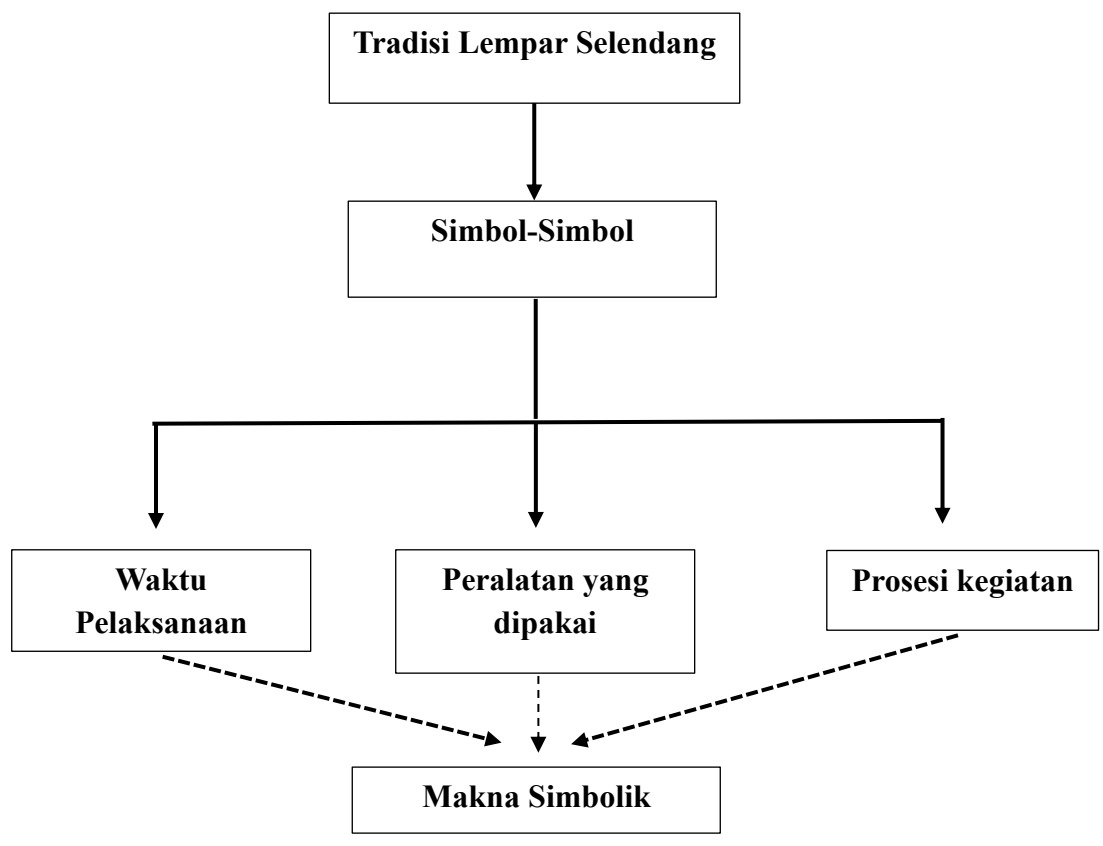 Tradisi Lempar Selendang
Simbol-Simbol
Waktu
Pelaksanaan
Peralatan yang
dipakai
Prosesi kegiatan
Makna Simbolik